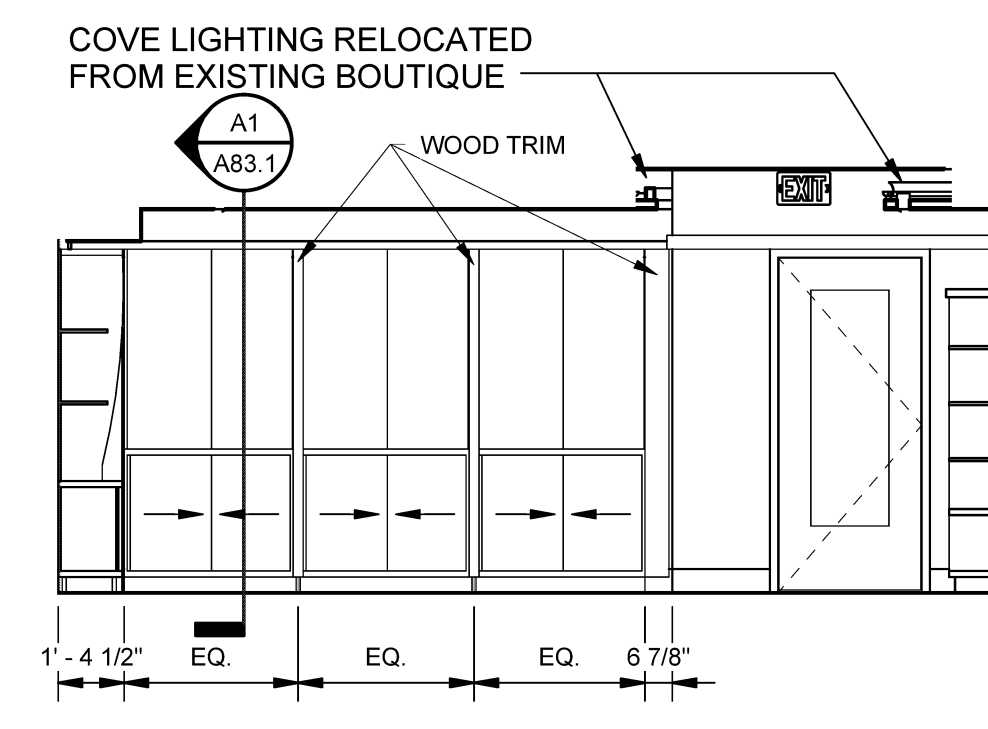 COVE LIGHTING RELOCATED
FROM EXISTING BOUTIQUE
A1
A83.1
WOOD TRIM
EXIT
1' - 4 1/2" EQ. EQ. EQ. 6 7/8"